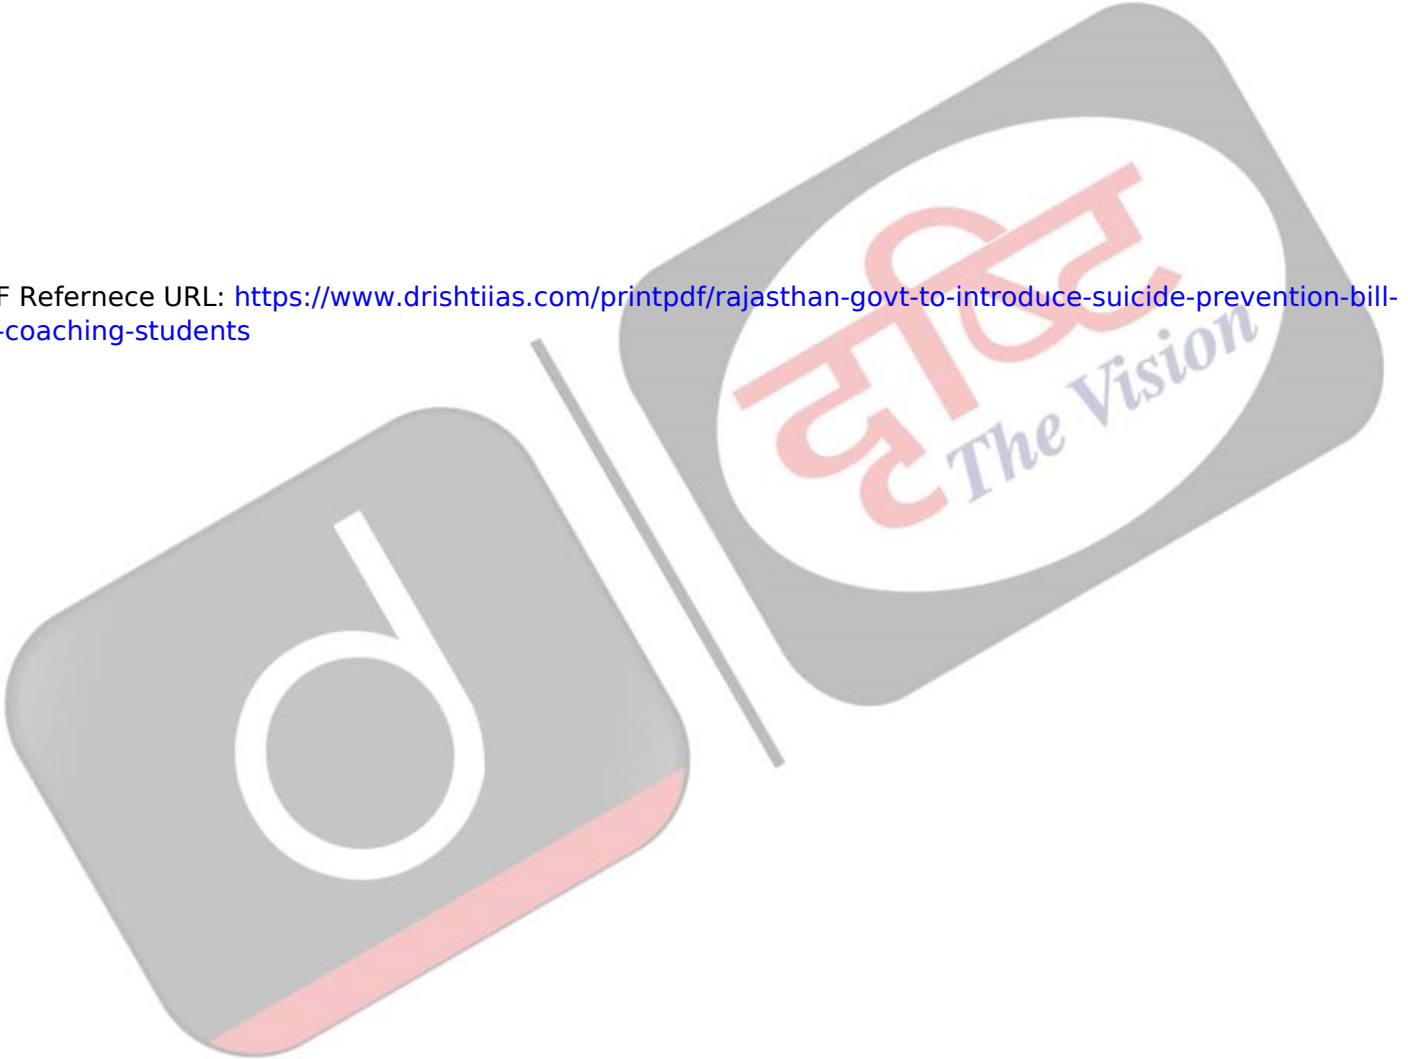 F Refernece URL: https://www.drishtiias.com/printpdf/rajasthan-govt-to-introduce-suicide-prevention-bill-
-coaching-students
दृष्टि
The Vision
d